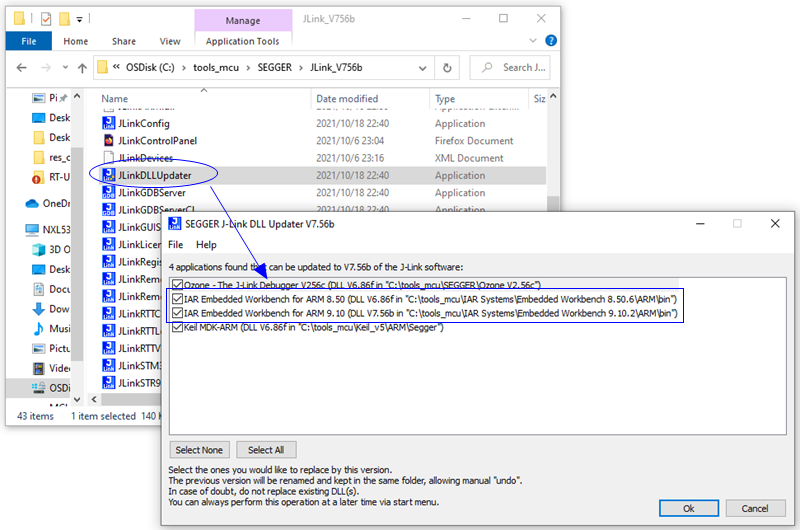 Manage
JLink_V756b
File
Home
Share
View
Application Tools
« OSDisk (C:) > tools_mcu > SEGGER > JLink_V756b
Search J...
Name
Date modified
Type
Siz
JLinkConfig 2021/10/18 22:40 Application
JLinkControlPanel 2021/10/6 23:04 Firefox Document
JLinkDevices 2021/10/6 23:16 XML Document
JLinkDLLUpdater 2021/10/18 22:40 Application
JLinkGDBServer 2021/10/18 22:40 Application
JLinkGDBServerCL 2021/10/18 22:40 Application
JLinkGUIS
JLinkLicer
JLinkRegis
JLinkRem
JLinkRem
JLinkRTTC
JLinkRTTL
JLinkRTTV
JLinkSTM3
JLinkSTR9
Pi
Desk
Desk
res_c
RT-U
OneDr
NXL53
3D O
Desk
Docu
Down
Music
Pictu
Video
OSDi
43 items
1 item selected 140 K
SEGGER J-Link DLL Updater V7.56b
File
Help
4 applications found that can be updated to V7.56b of the J-Link software:
Ozone - The J-Link Debugger V256c (DLL V6.86f in "C:\tools_mcu\SEGGER\Ozone V2.56c")
IAR Embedded Workbench for ARM 8.50 (DLL V6.86f in "C:\tools_mcu\IAR Systems\Embedded Workbench 8.50.6\ARM\bin")
IAR Embedded Workbench for ARM 9.10 (DLL V7.56b in "C:\tools_mcu\IAR Systems\Embedded Workbench 9.10.2\ARM\bin")
Keil MDK-ARM (DLL V6.86f in "C:\tools_mcu\Keil_v5\ARM\Segger")
Select None
Select All
Select the ones you would like to replace by this version.
The previous version will be renamed and kept in the same folder, allowing manual "undo".
In case of doubt, do not replace existing DLL(s).
You can always perform this operation at a later time via start menu.
Ok
Cancel